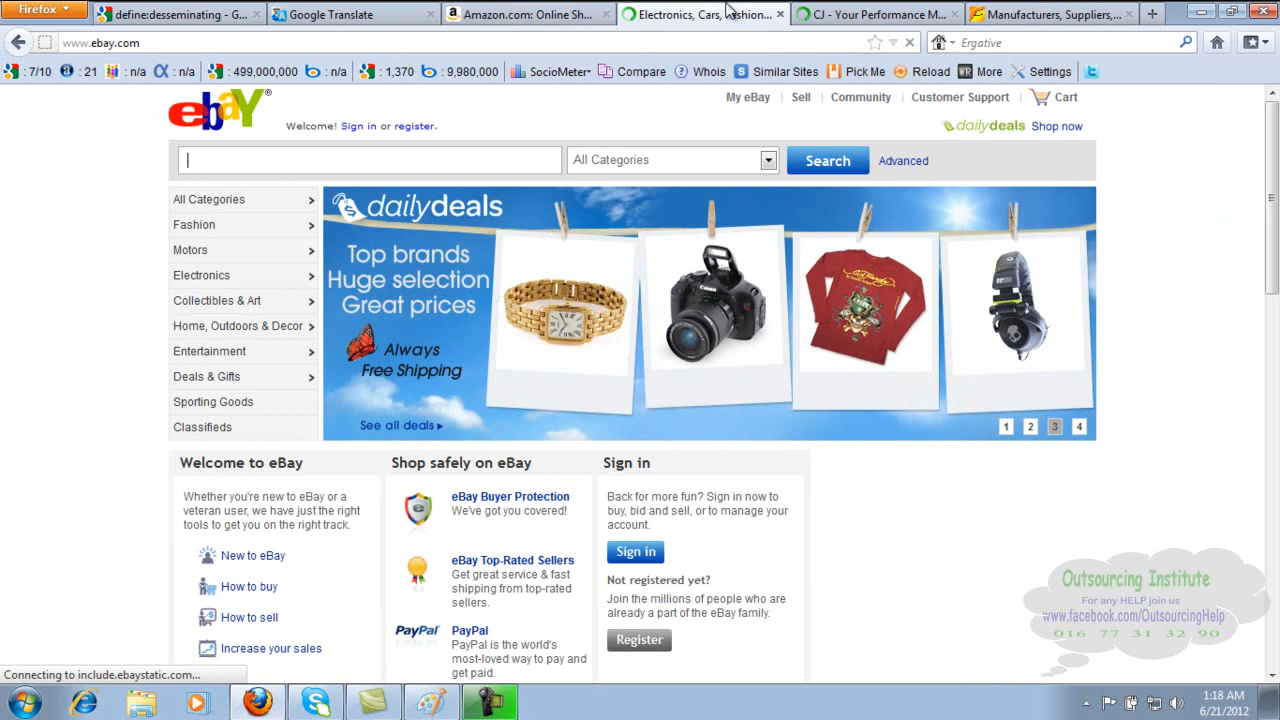 Firefox
define:desseminating - G...
Google Translate
Amazon.com: Online Sh...
Electronics, Cars, Fashion...
CJ - Your Performance M...
Manufacturers, Suppliers,...
www.ebay.com
Ergative
: 7/10
: 21
: n/a
: n/a
: 499,000,000
: n/a
: 1,370
: 9,980,000
SocioMeter
Compare
Whois
Similar Sites
Pick Me
Reload
WR More
Settings
ebay®
Welcome! Sign in or register.
My eBay
Sell
Community
Customer Support
Cart
dailydeals Shop now
All Categories
Search
Advanced
All Categories
Fashion
Motors
Electronics
Collectibles & Art
Home, Outdoors & Decor
Entertainment
Deals & Gifts
Sporting Goods
Classifieds
dailydeals
Top brands
Huge selection
Great prices
Always
Free Shipping
See all deals
Canon
1 2 3 4
Welcome to eBay
Whether you're new to eBay or a
veteran user, we have just the right
tools to get you on the right track.
New to eBay
How to buy
How to sell
Increase your sales
Shop safely on eBay
eBay Buyer Protection
We've got you covered!
eBay Top-Rated Sellers
Get great service & fast
shipping from top-rated
sellers.
PayPal
PayPal
PayPal is the world's
most-loved way to pay and
get paid.
Sign in
Back for more fun? Sign in now to
buy, bid and sell, or to manage your
account.
Sign in
Not registered yet?
Join the millions of people who are
already a part of the eBay family.
Register
Outsourcing Institute
For any HELP join us
www.facebook.com/OutsourcingHelp
016 77 31 32 90
Connecting to include.ebaystatic.com...
1:18 AM
6/21/2012